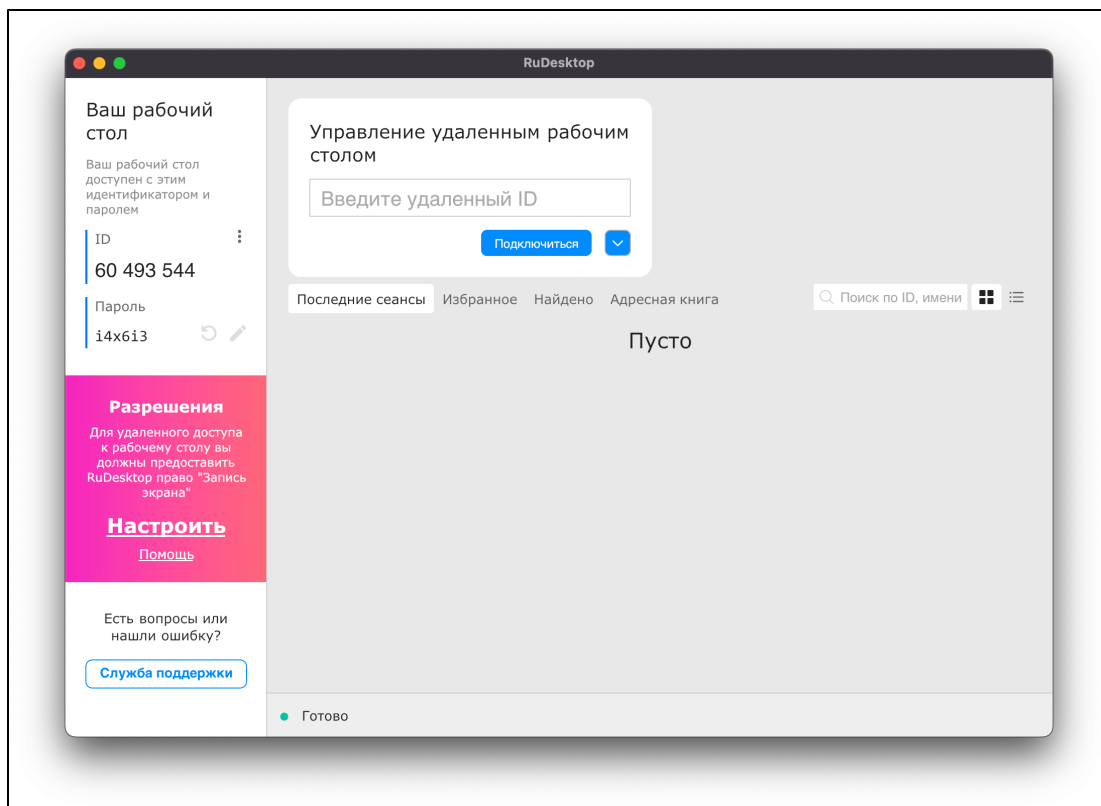 RuDesktop
Ваш рабочий
стол
Ваш рабочий стол
доступен с этим
идентификатором и
паролем
ID
60 493 544
Пароль
i4x6i3
Разрешения
Для удаленного доступа
к рабочему столу вы
должны предоставить
RuDesktop право "Запись
экрана"
Настроить
Помощь
Есть вопросы или
нашли ошибку?
Служба поддержки
Управление удаленным рабочим
столом
Введите удаленный ID
Подключиться
Последние сеансы Избранное Найдено Адресная книга Поиск по ID, имени
Пусто
Готово